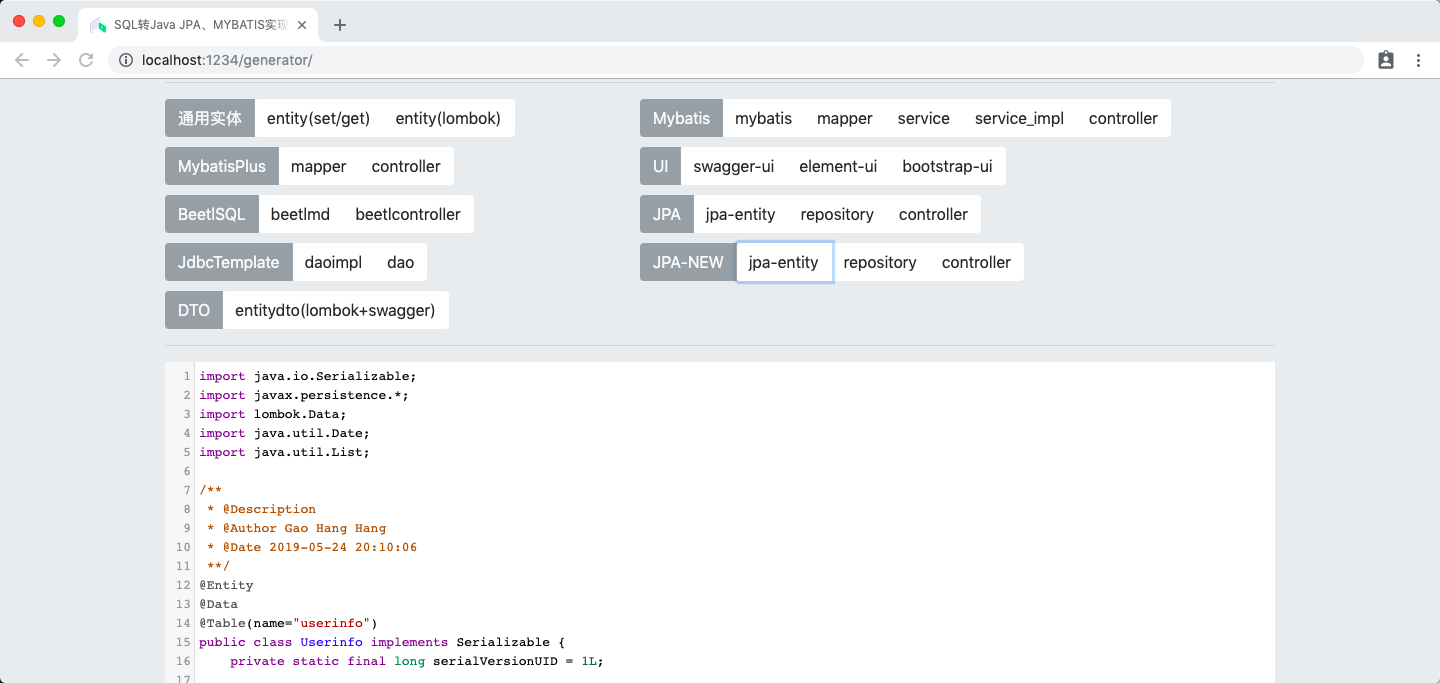 SQL转Java JPA、MYBATIS实现
localhost:1234/generator/
通用实体 entity(set/get) entity(lombok)
Mybatis mybatis mapper service service_impl controller
MybatisPlus mapper controller
UI swagger-ui element-ui bootstrap-ui
BeetlSQL beetlmd beetlcontroller
JPA jpa-entity repository controller
JdbcTemplate daoimpl dao
JPA-NEW jpa-entity repository controller
DTO entitydto(lombok+swagger)
1 import java.io.Serializable;
2 import javax.persistence.*;
3 import lombok.Data;
4 import java.util.Date;
5 import java.util.List;
6
7 /**
8 * @Description
9 * @Author Gao Hang Hang
10 * @Date 2019-05-24 20:10:06
11 **/
12 @Entity
13 @Data
14 @Table(name="userinfo")
15 public class Userinfo implements Serializable {
16 private static final long serialVersionUID = 1L;
17